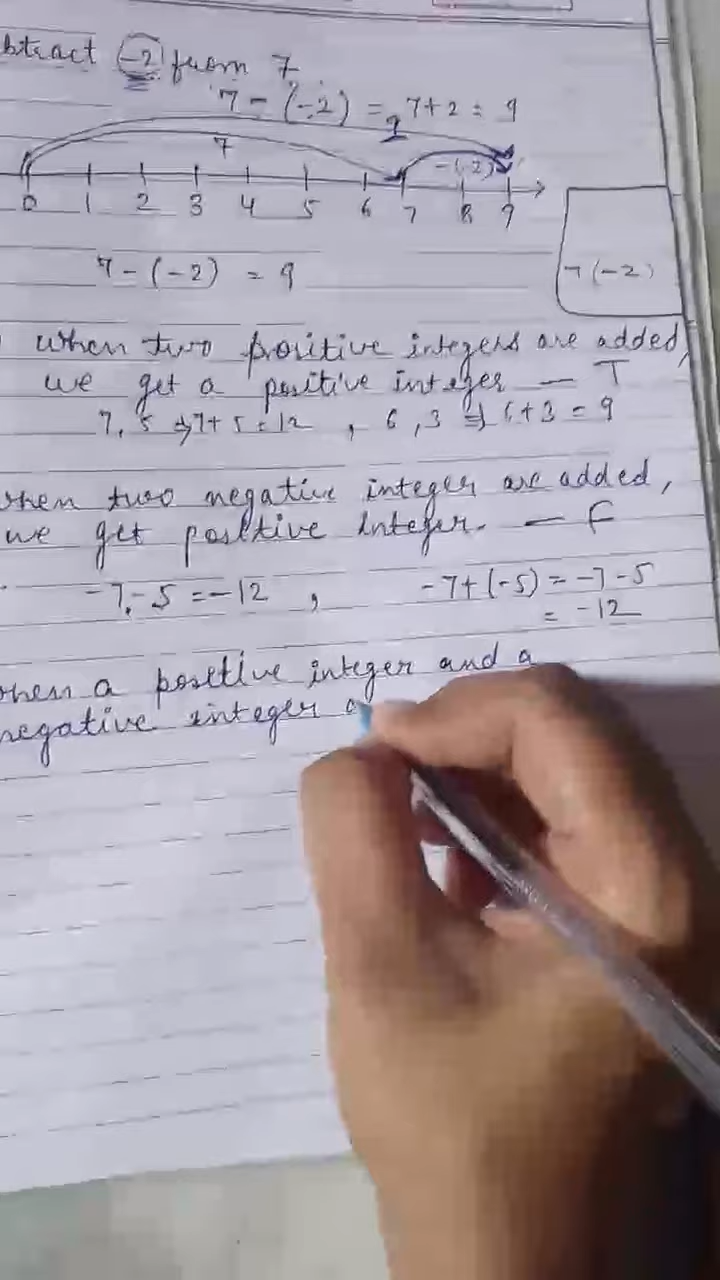 btract (-2) from 7
7 - (-2) = 7+2 = 9
9
7
-(-2)
0 1 2 3 4 5 6 7 8 9
7 - (-2) = 9
7 (-2)
when two positive integers are added,
we get a positive integer — T
7, 5 ⇒ 7+5 = 12 , 6, 3 ⇒ 6+3 = 9
when two negative integer are added,
we get positive integer. — F
-7, -5 = -12 , -7+(-5) = -7-5
= -12
hen a positive integer and a
negative integer a